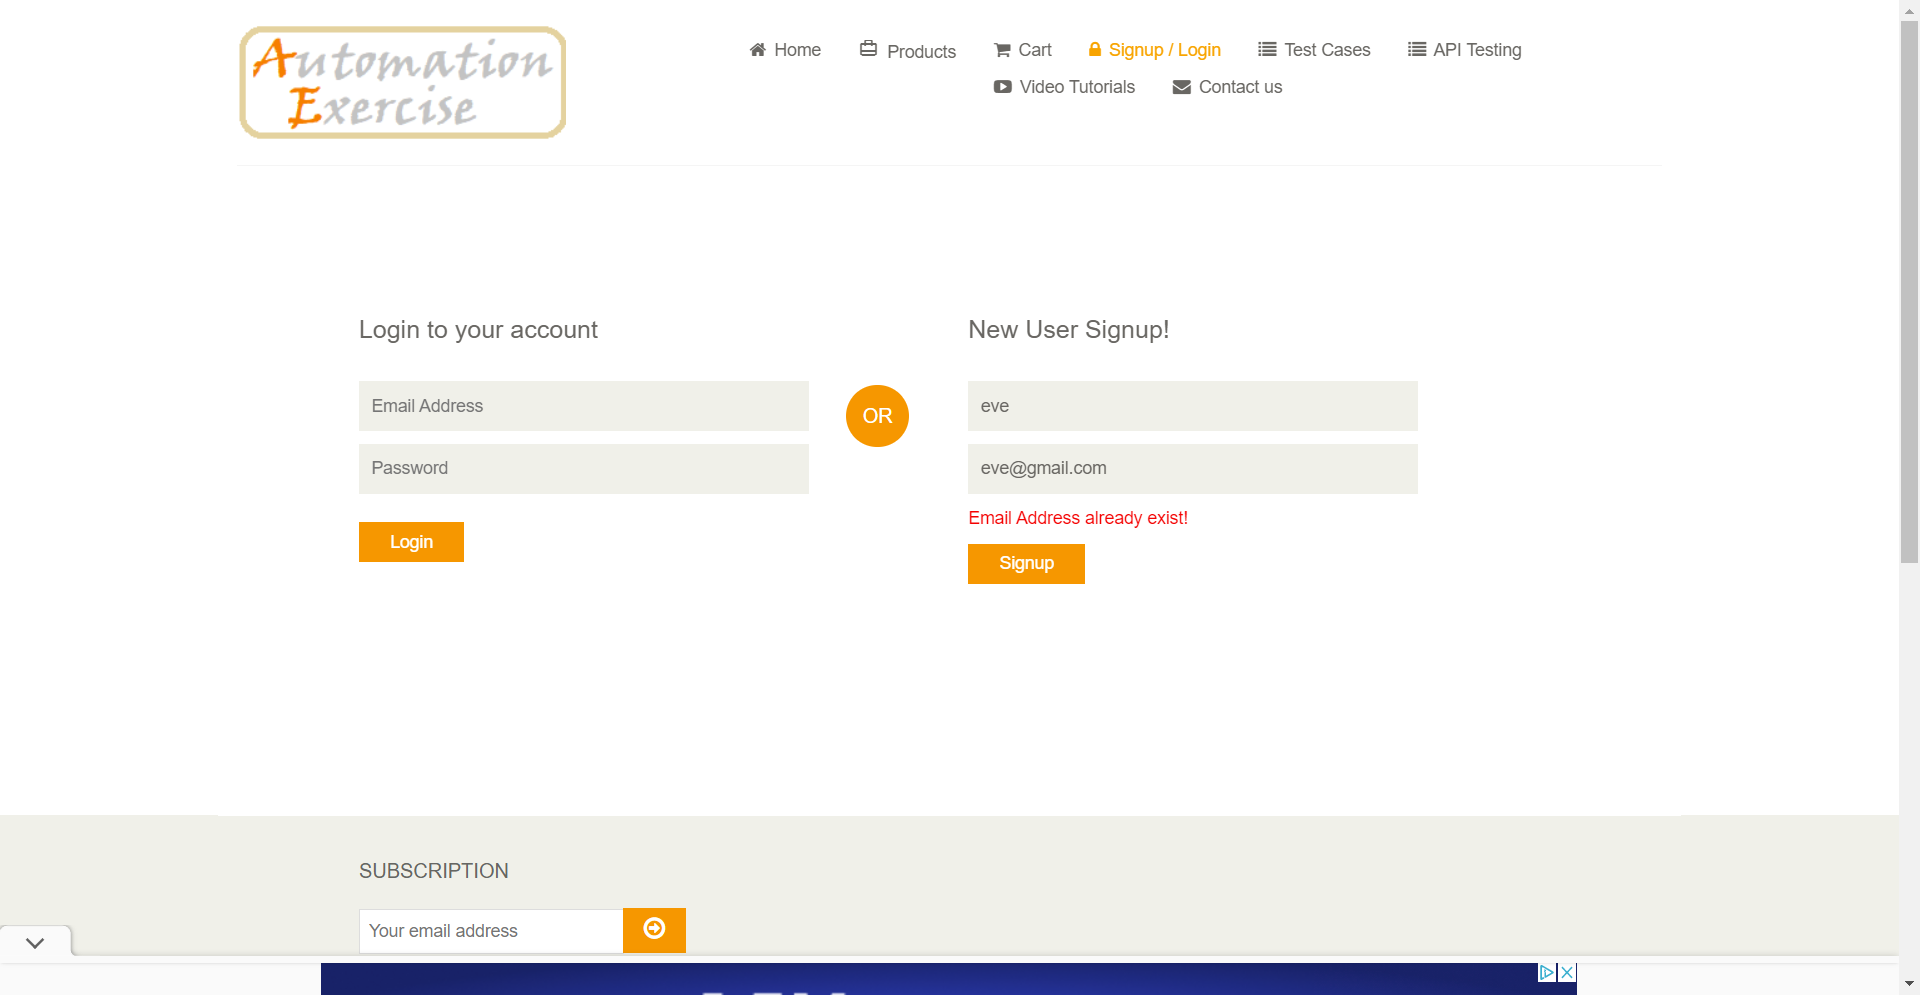 Automation
Exercise
Home
Products
Cart
Signup / Login
Test Cases
API Testing
Video Tutorials
Contact us
Login to your account
Email Address
Password
Login
OR
New User Signup!
eve
eve@gmail.com
Email Address already exist!
Signup
SUBSCRIPTION
Your email address